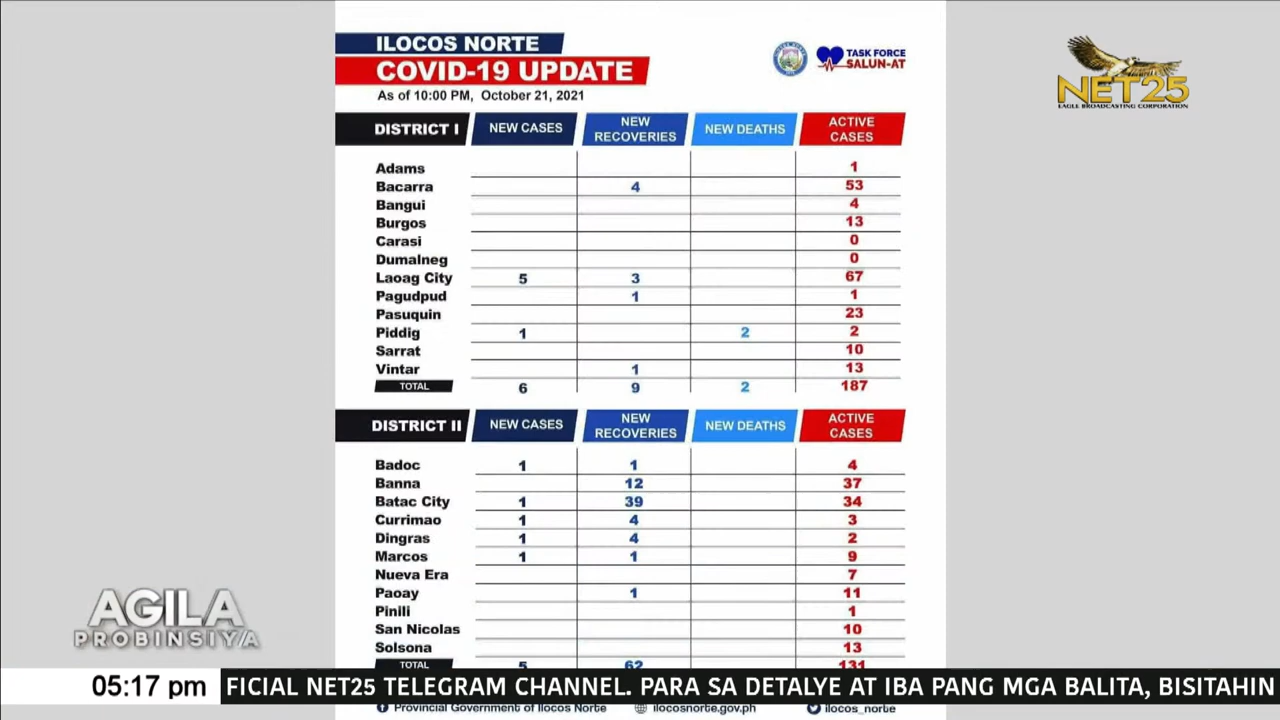 ILOCOS NORTE
COVID-19 UPDATE
As of 10:00 PM, October 21, 2021
TASK FORCE
SALUN-AT
NET25
EAGLE BROADCASTING CORPORATION
DISTRICT I NEW CASES NEW RECOVERIES NEW DEATHS ACTIVE CASES
Adams 1
Bacarra 4 53
Bangui 4
Burgos 13
Carasi 0
Dumalneg 0
Laoag City 5 3 67
Pagudpud 1 1
Pasuquin 23
Piddig 1 2 2
Sarrat 10
Vintar 1 13
TOTAL 6 9 2 187
DISTRICT II NEW CASES NEW RECOVERIES NEW DEATHS ACTIVE CASES
Badoc 1 1 4
Banna 12 37
Batac City 1 39 34
Currimao 1 4 3
Dingras 1 4 2
Marcos 1 1 9
Nueva Era 7
Paoay 1 11
Pinili 1
San Nicolas 10
Solsona 13
TOTAL 5 62 131
AGILA
PROBINSIYA
05:17 pm FICIAL NET25 TELEGRAM CHANNEL. PARA SA DETALYE AT IBA PANG MGA BALITA, BISITAHIN
Provincial Government of Ilocos Norte ilocosnorte.gov.ph ilocos_norte